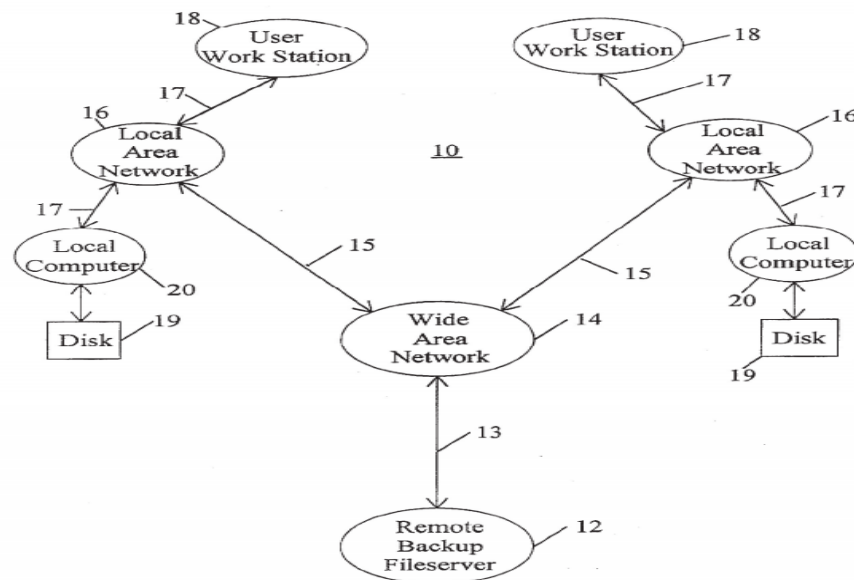 18
User
Work Station
17
16
Local
Area
Network
17
Local
Computer
20
Disk
19
15
10
User
Work Station
18
17
16
Local
Area
Network
17
Local
Computer
20
Disk
19
15
Wide
Area
Network
14
13
Remote
Backup
Fileserver
12